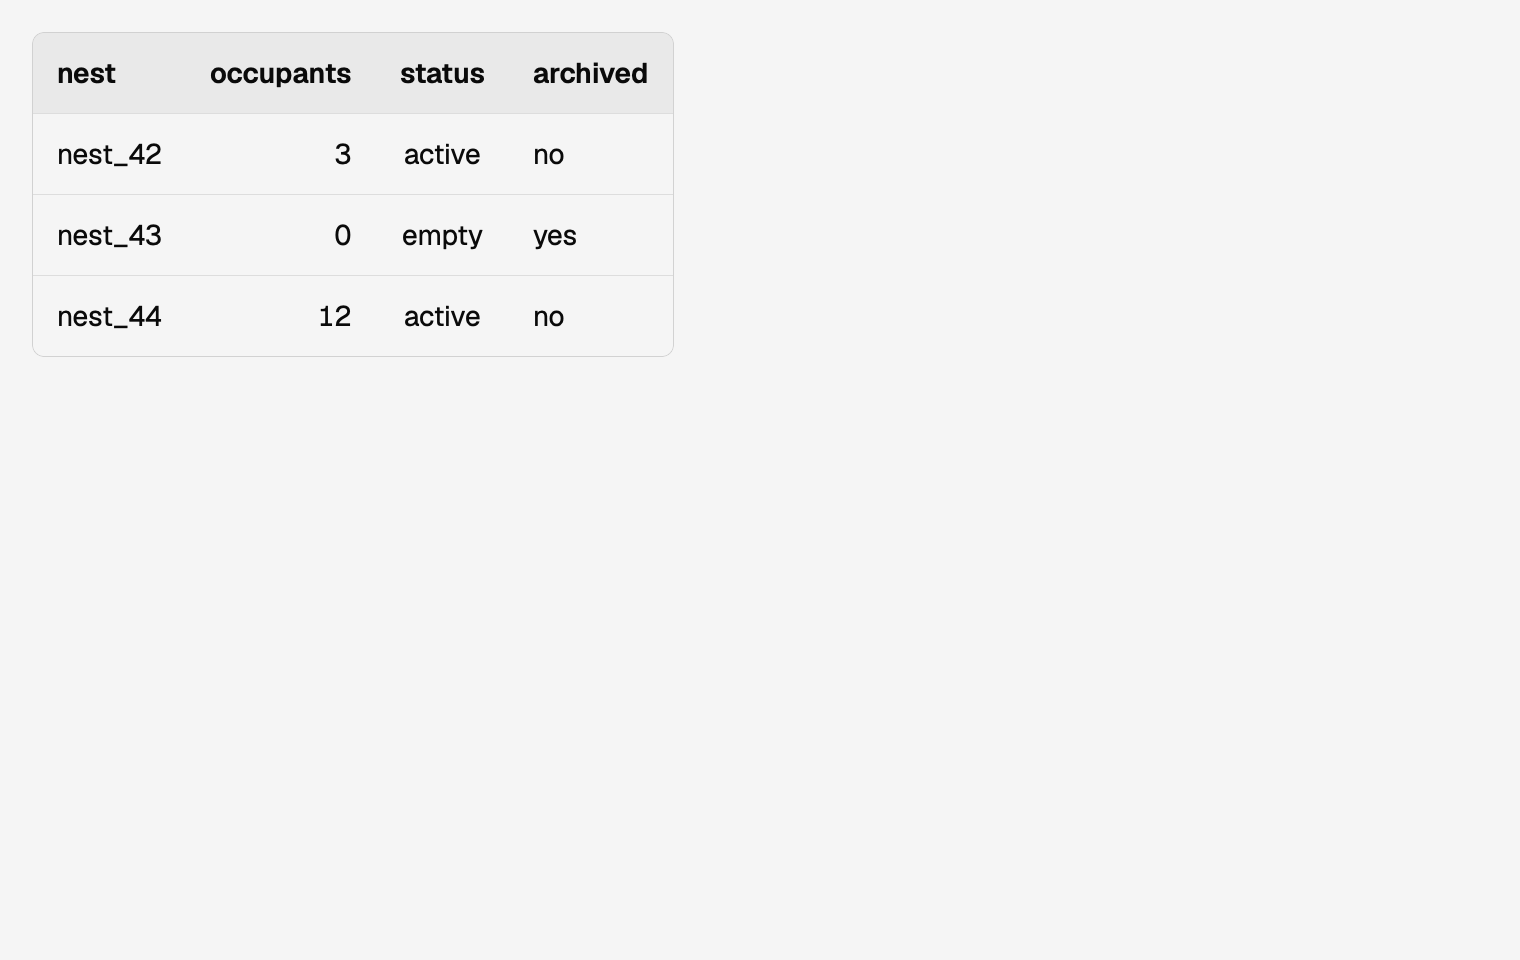 nest occupants status archived
nest_42 3 active no
nest_43 0 empty yes
nest_44 12 active no